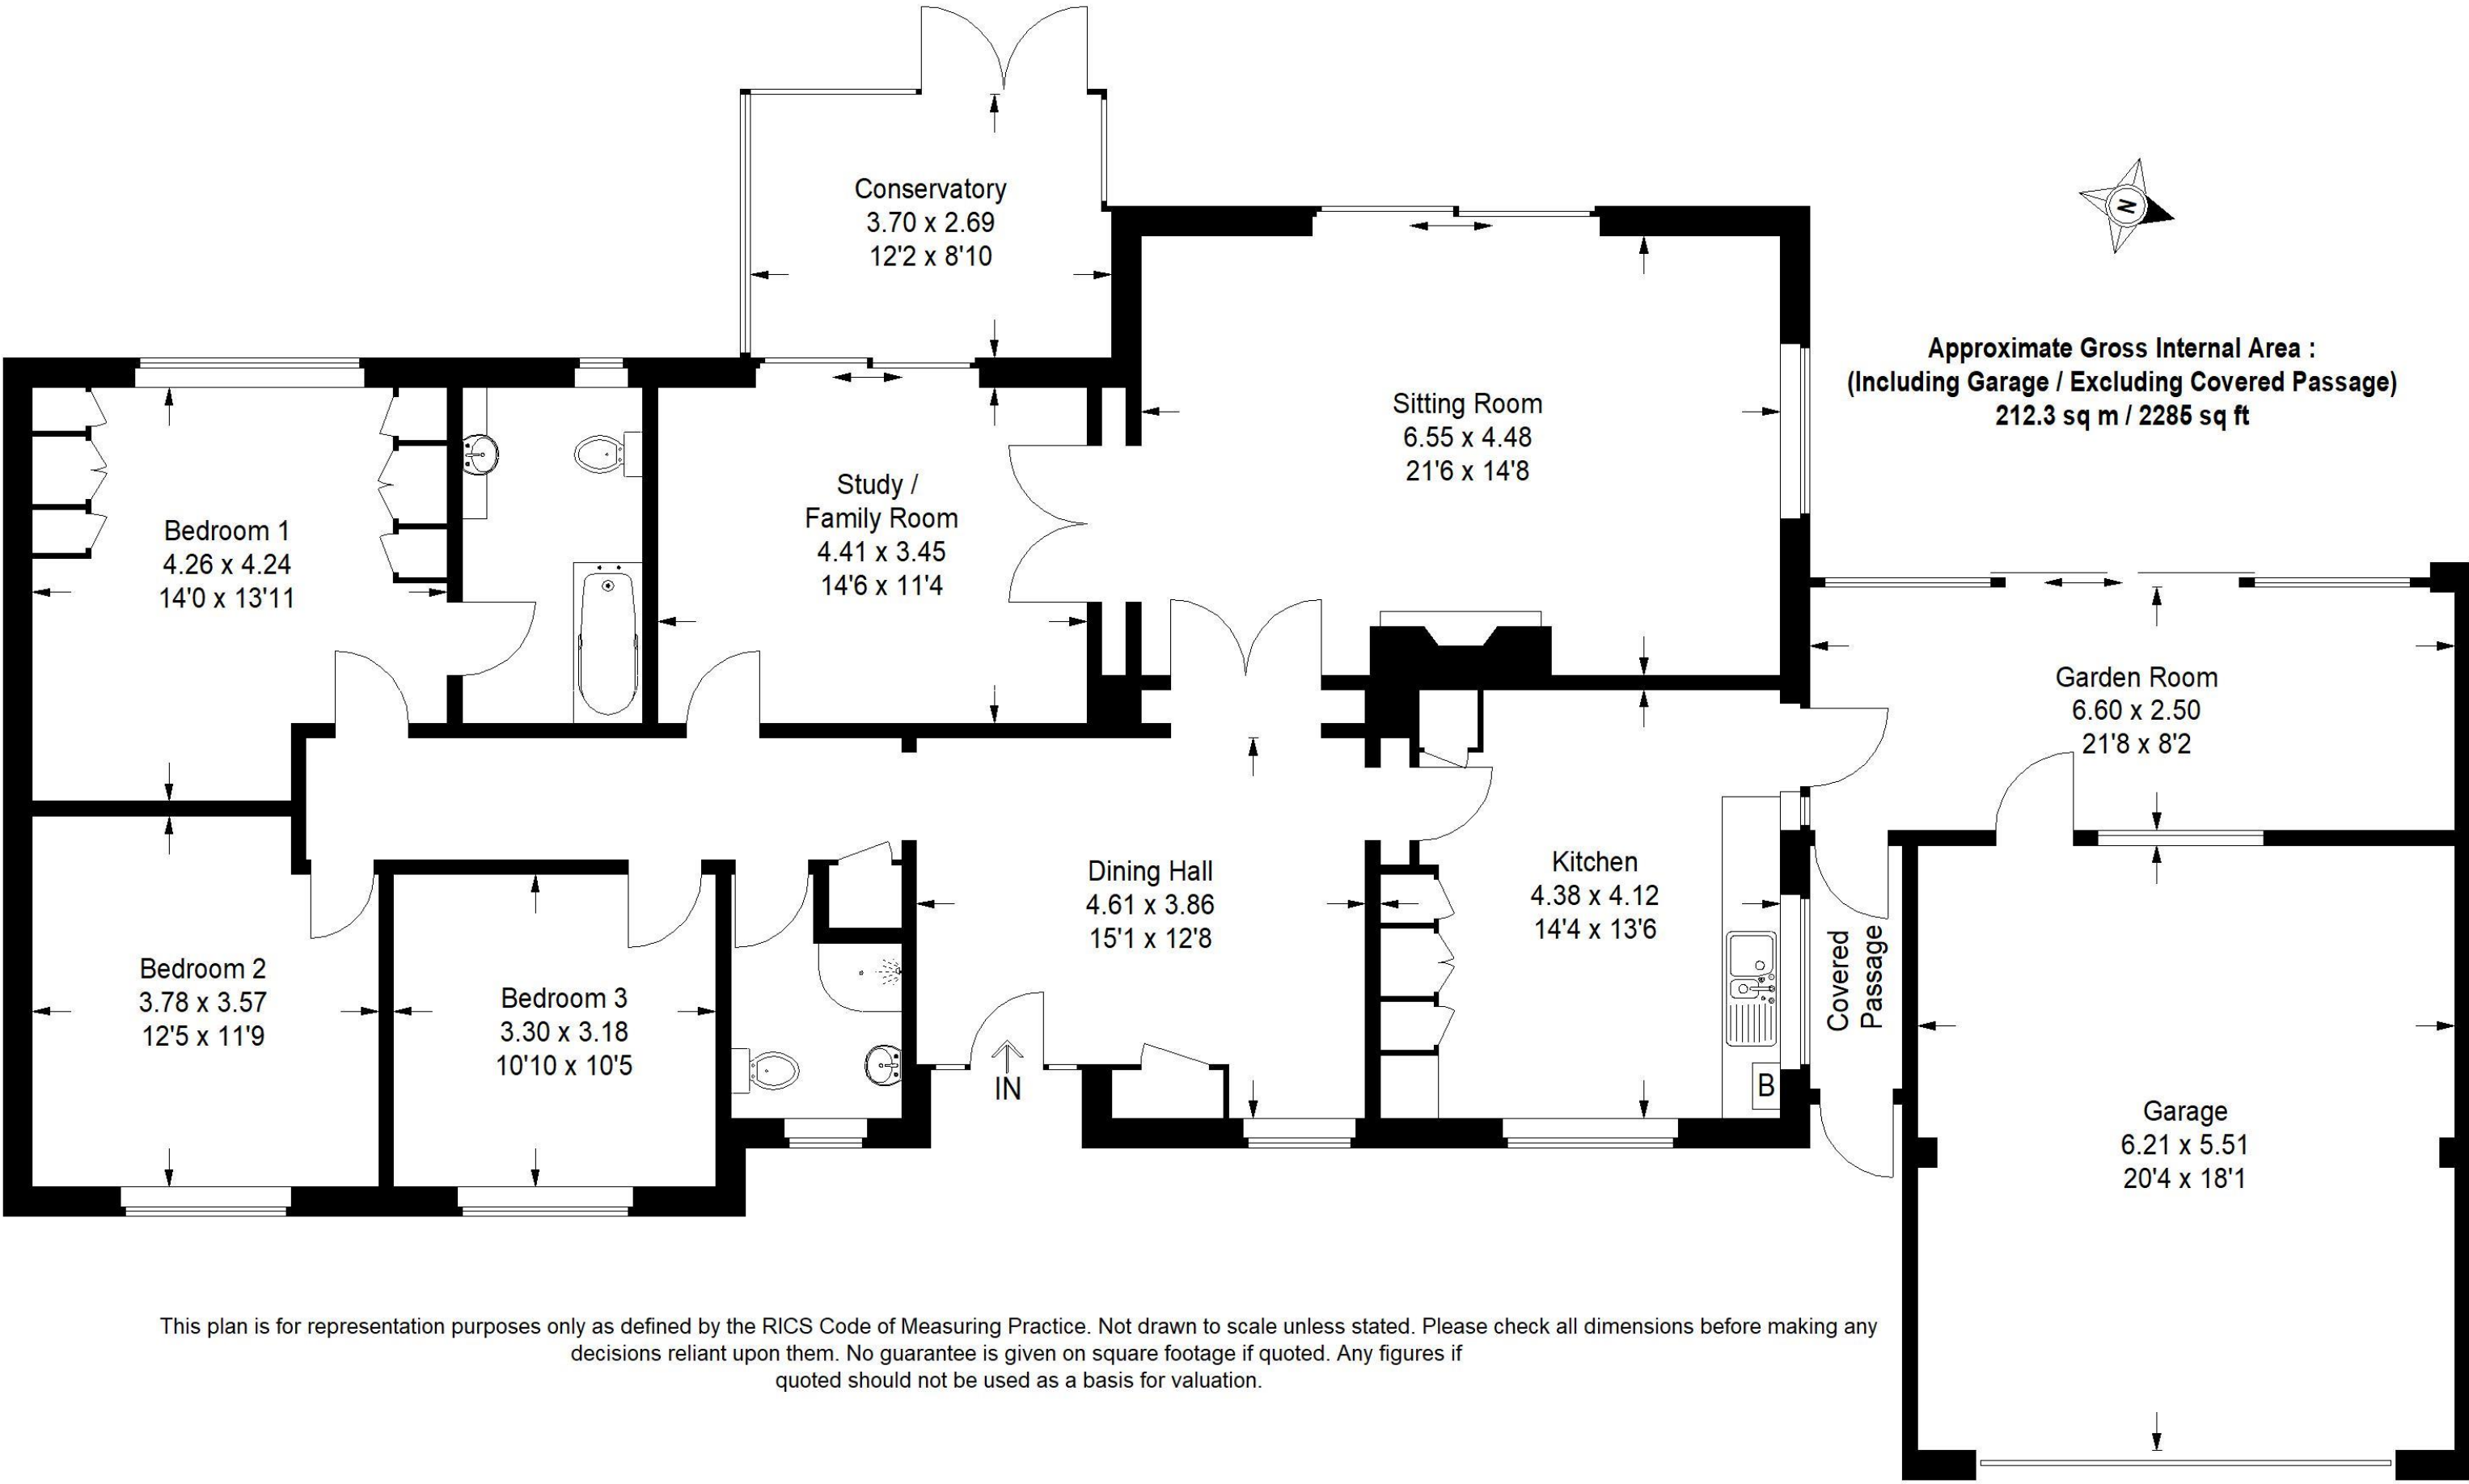 Conservatory
3.70 x 2.69
12'2 x 8'10
N
Approximate Gross Internal Area :
(Including Garage / Excluding Covered Passage)
212.3 sq m / 2285 sq ft
Sitting Room
6.55 x 4.48
21'6 x 14'8
Study /
Family Room
4.41 x 3.45
14'6 x 11'4
Bedroom 1
4.26 x 4.24
14'0 x 13'11
Garden Room
6.60 x 2.50
21'8 x 8'2
Dining Hall
4.61 x 3.86
15'1 x 12'8
Kitchen
4.38 x 4.12
14'4 x 13'6
Covered
Passage
Bedroom 2
3.78 x 3.57
12'5 x 11'9
Bedroom 3
3.30 x 3.18
10'10 x 10'5
IN
B
Garage
6.21 x 5.51
20'4 x 18'1
This plan is for representation purposes only as defined by the RICS Code of Measuring Practice. Not drawn to scale unless stated. Please check all dimensions before making any
decisions reliant upon them. No guarantee is given on square footage if quoted. Any figures if
quoted should not be used as a basis for valuation.